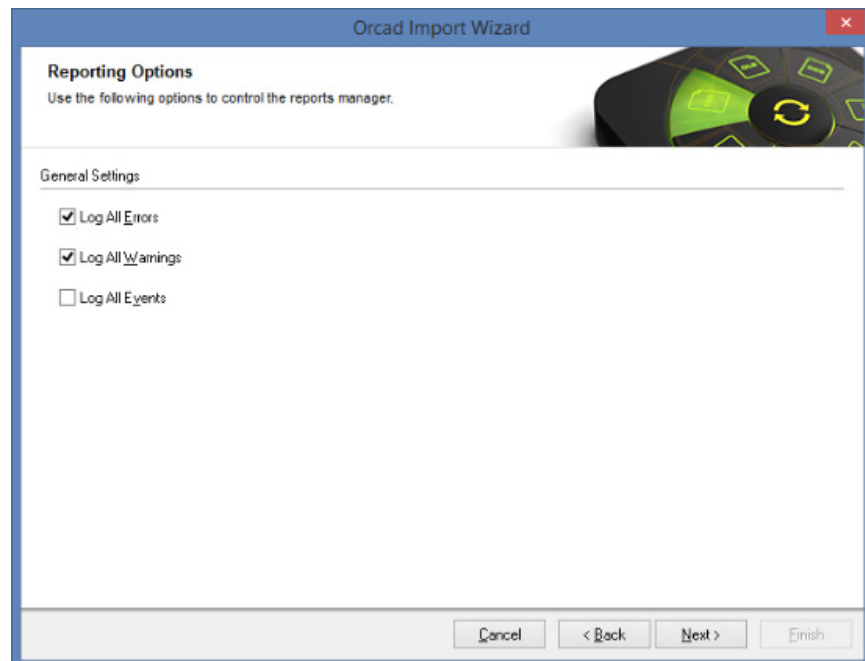 Orcad Import Wizard
Reporting Options
Use the following options to control the reports manager.
General Settings
Log All Errors
Log All Warnings
Log All Events
Cancel
< Back
Next >
Finish